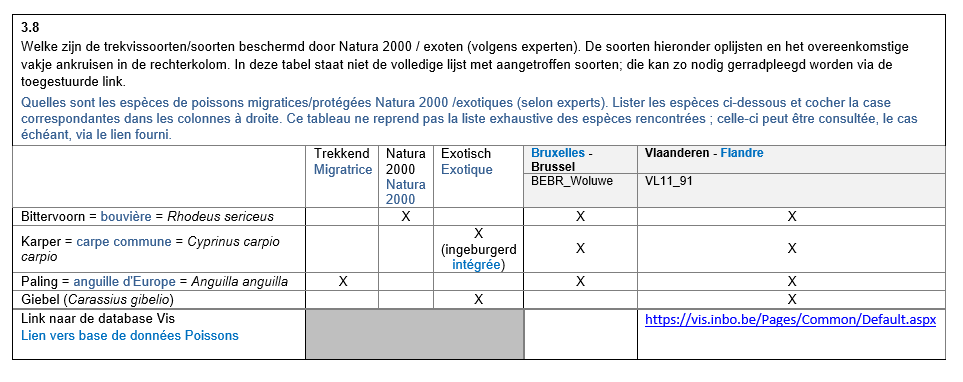 3.8
Welke zijn de trekvissoorten/soorten beschermd door Natura 2000 / exoten (volgens experten). De soorten hieronder oplijsten en het overeenkomstige
vakje ankruisen in de rechterkolom. In deze tabel staat niet de volledige lijst met aangetroffen soorten; die kan zo nodig gerradpleegd worden via de
toegestuurde link.
Quelles sont les espèces de poissons migratices/protégées Natura 2000 /exotiques (selon experts). Lister les espèces ci-dessous et cocher la case
correspondantes dans les colonnes à droite. Ce tableau ne reprend pas la liste exhaustive des espèces rencontrées ; celle-ci peut être consultée, le cas
échéant, via le lien fourni.
Trekkend
Migratrice
Natura
2000
Natura
2000
Exotisch
Exotique
Bruxelles -
Brussel
BEBR_Woluwe
Vlaanderen - Flandre
VL11_91
Bittervoorn = bouvière = Rhodeus sericeus X X X
Karper = carpe commune = Cyprinus carpio
carpio
X
(ingeburgerd
intégrée)
X X
Paling = anguille d'Europe = Anguilla anguilla X X X
Giebel (Carassius gibelio) X X
Link naar de database Vis
Lien vers base de données Poissons
https://vis.inbo.be/Pages/Common/Default.aspx